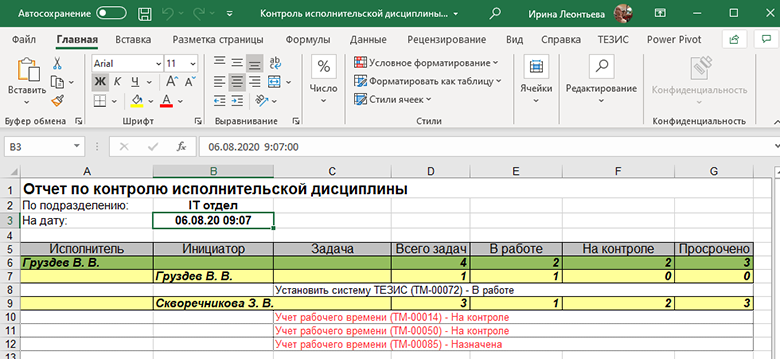 Автосохранение
Контроль исполнительской дисциплины...
Ирина Леонтьева
Файл Главная Вставка Разметка страницы Формулы Данные Рецензирование Вид Справка ТЕЗИС Power Pivot
Вставить
Arial 11
Ж К Ч
Число
Условное форматирование
Форматировать как таблицу
Стили ячеек
Ячейки
Редактирование
Конфиденциальность
Буфер обмена Шрифт Выравнивание Стили Конфиденциальность
B3 fx 06.08.2020 9:07:00
A B C D E F G
1 Отчет по контролю исполнительской дисциплины
2 По подразделению: IT отдел
3 На дату: 06.08.20 09:07
4
5 Исполнитель Инициатор Задача Всего задач В работе На контроле Просрочено
6 Груздев В. В. 4 2 2 3
7 Груздев В. В. 1 1 0 0
8 Установить систему ТЕЗИС (ТМ-00072) - В работе
9 Скворечникова З. В. 3 1 2 3
10 Учет рабочего времени (ТМ-00014) - На контроле
11 Учет рабочего времени (ТМ-00050) - На контроле
12 Учет рабочего времени (ТМ-00085) - Назначена